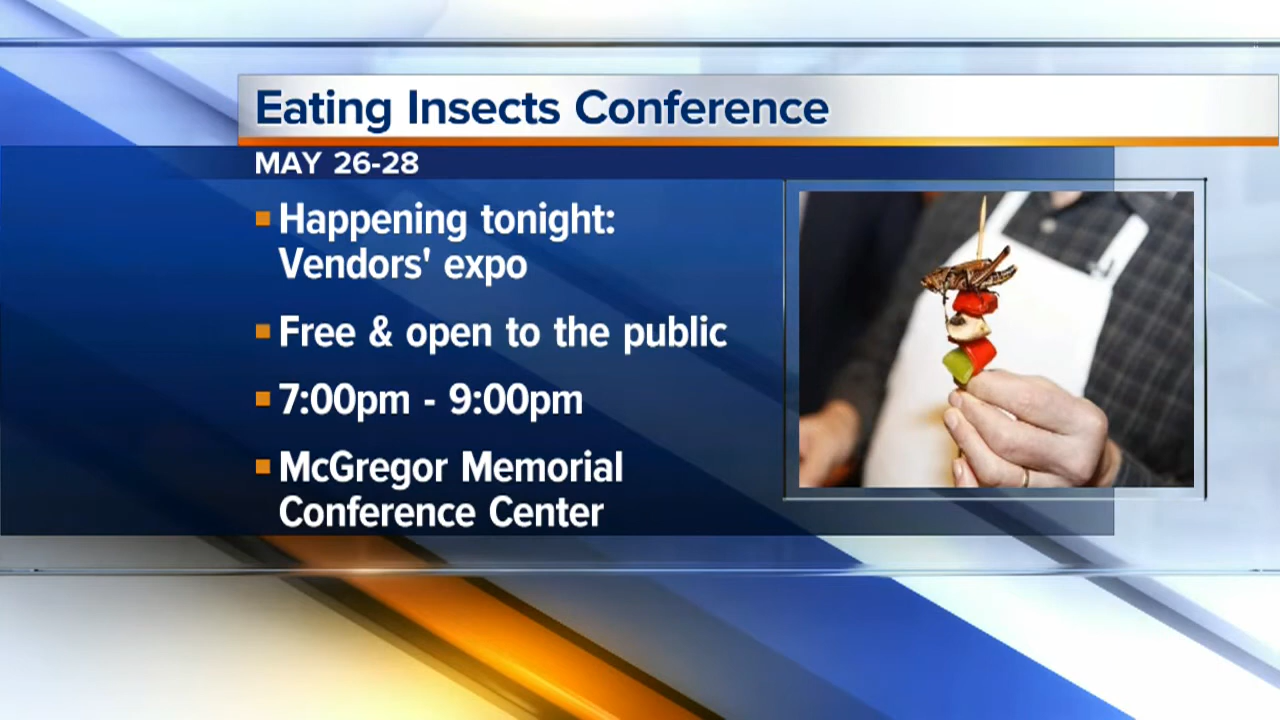 Eating Insects Conference
MAY 26-28
Happening tonight:
Vendors' expo
Free & open to the public
7:00pm - 9:00pm
McGregor Memorial
Conference Center